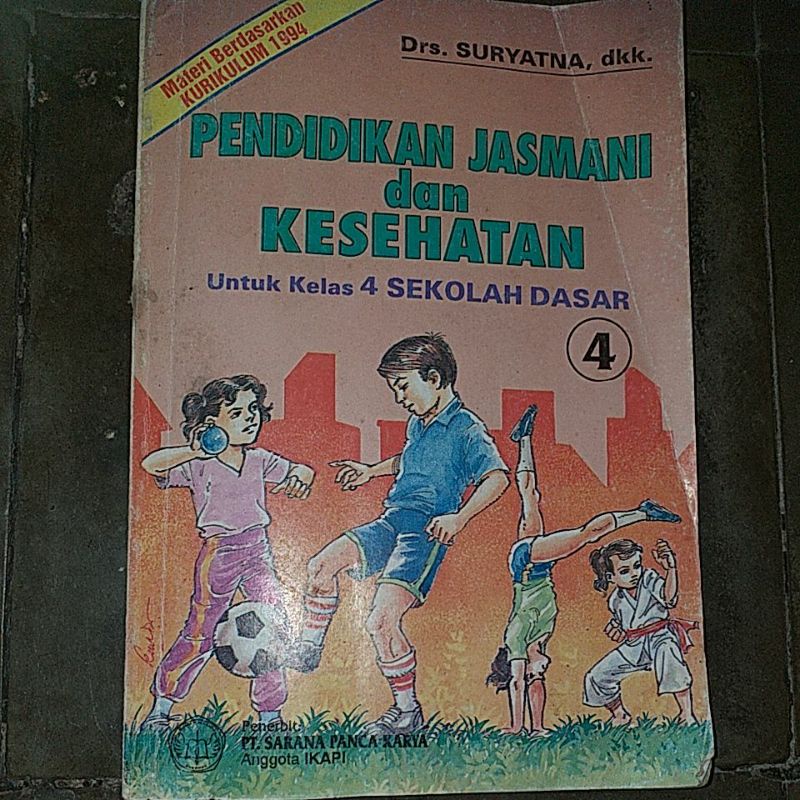 Materi Berdasarkan
KURIKULUM 1994
Drs. SURYATNA, dkk.
PENDIDIKAN JASMANI
dan
KESEHATAN
Untuk Kelas 4 SEKOLAH DASAR
4
Penerbit:
PT. SARANA PANCA KARYA
Anggota IKAPI